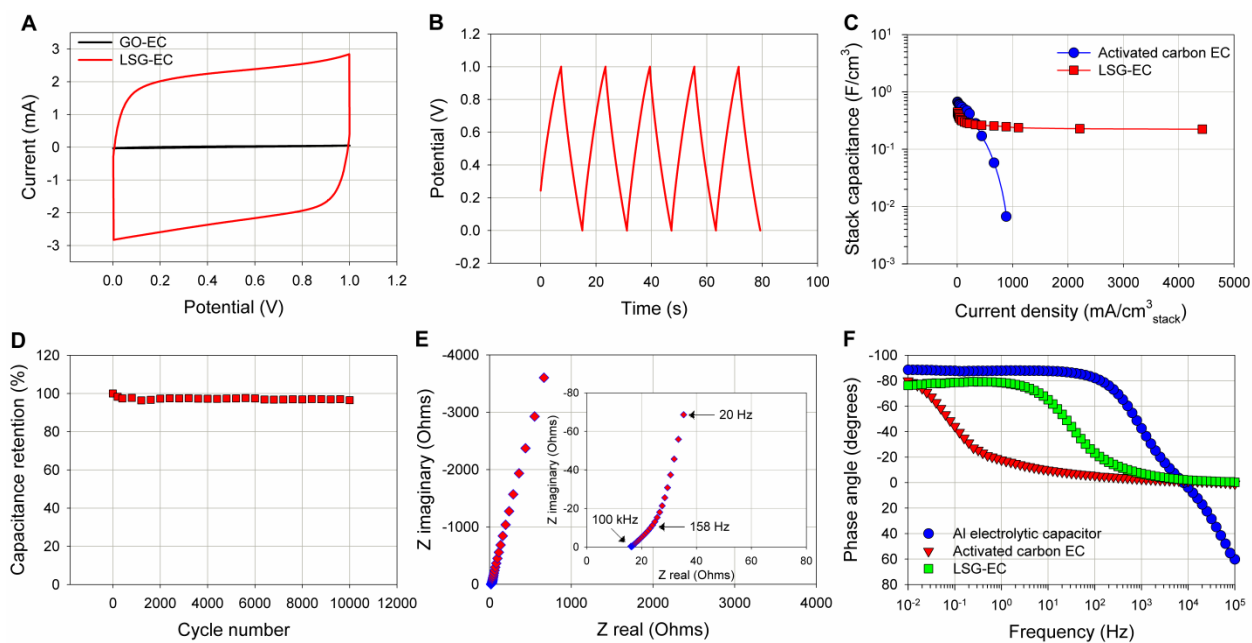 A
GO-EC
LSG-EC
Current (mA)
3
2
1
0
-1
-2
-3
0.0 0.2 0.4 0.6 0.8 1.0 1.2
Potential (V)
B
Potential (V)
1.2
1.0
0.8
0.6
0.4
0.2
0.0
-0.2
0 20 40 60 80 100
Time (s)
C
Activated carbon EC
LSG-EC
Stack capacitance (F/cm³)
10¹
10⁰
10⁻¹
10⁻²
10⁻³
0 1000 2000 3000 4000 5000
Current density (mA/cm³stack)
D
Capacitance retention (%)
120
100
80
60
40
20
0
0 2000 4000 6000 8000 10000
Cycle number
E
Z imaginary (Ohms)
-4000
-3000
-2000
-1000
0
0 1000 2000 3000 4000
Z real (Ohms)
Z imaginary (Ohms)
-80
-60
-40
-20
0
20 Hz
158 Hz
100 kHz
0 20 40 60 80
Z real (Ohms)
F
Phase angle (degrees)
-100
-80
-60
-40
-20
0
20
40
60
80
Al electrolytic capacitor
Activated carbon EC
LSG-EC
10⁻² 10⁻¹ 10⁰ 10¹ 10² 10³ 10⁴ 10⁵
Frequency (Hz)